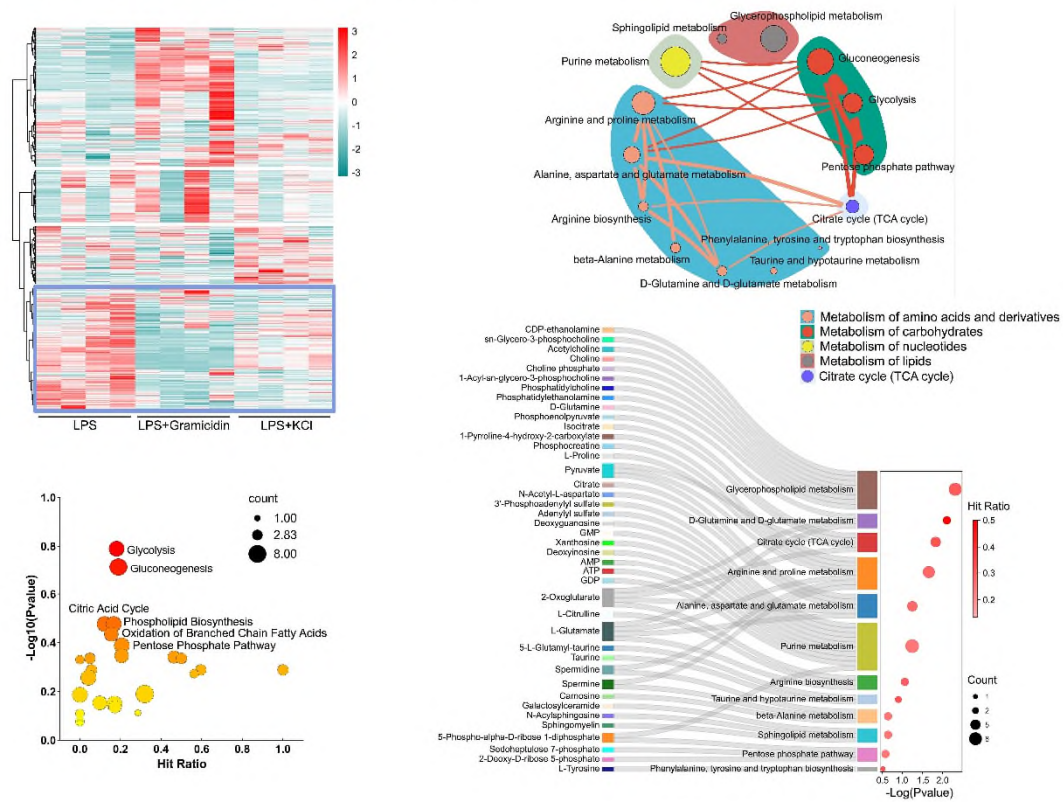 3
2
1
0
-1
-2
-3
LPS
LPS+Gramicidin
LPS+KCl
Glycerophospholipid metabolism
Sphingolipid metabolism
Purine metabolism
Gluconeogenesis
Glycolysis
Arginine and proline metabolism
Pentose phosphate pathway
Alanine, aspartate and glutamate metabolism
Arginine biosynthesis
Citrate cycle (TCA cycle)
Phenylalanine, tyrosine and tryptophan biosynthesis
beta-Alanine metabolism
Taurine and hypotaurine metabolism
D-Glutamine and D-glutamate metabolism
Metabolism of amino acids and derivatives
Metabolism of carbohydrates
Metabolism of nucleotides
Metabolism of lipids
Citrate cycle (TCA cycle)
1.0
0.8
0.6
0.4
0.2
0.0
-Log10(Pvalue)
count
1.00
2.83
8.00
Glycolysis
Gluconeogenesis
Citric Acid Cycle
Phospholipid Biosynthesis
Oxidation of Branched Chain Fatty Acids
Pentose Phosphate Pathway
0.0 0.2 0.4 0.6 0.8 1.0
Hit Ratio
CDP-ethanolamine
sn-Glycero-3-phosphocholine
Acetylcholine
Choline
Choline phosphate
1-Acyl-sn-glycero-3-phosphocholine
Phosphatidylcholine
Phosphatidylethanolamine
D-Glutamine
Phosphoenolpyruvate
Isocitrate
1-Pyrroline-4-hydroxy-2-carboxylate
Phosphocreatine
L-Proline
Pyruvate
Citrate
N-Acetyl-L-aspartate
3'-Phosphoadenylyl sulfate
Adenylyl sulfate
Deoxyguanosine
GMP
Xanthosine
Deoxyinosine
AMP
ATP
GDP
2-Oxoglutarate
L-Citrulline
L-Glutamate
5-L-Glutamyl-taurine
Taurine
Spermidine
Spermine
Carnosine
Galactosylceramide
N-Acylsphingosine
Sphingomyelin
5-Phospho-alpha-D-ribose 1-diphosphate
Sedoheptulose 7-phosphate
2-Deoxy-D-ribose 5-phosphate
L-Tyrosine
Glycerophospholipid metabolism
D-Glutamine and D-glutamate metabolism
Citrate cycle (TCA cycle)
Arginine and proline metabolism
Alanine, aspartate and glutamate metabolism
Purine metabolism
Arginine biosynthesis
Taurine and hypotaurine metabolism
beta-Alanine metabolism
Sphingolipid metabolism
Pentose phosphate pathway
Phenylalanine, tyrosine and tryptophan biosynthesis
0.5 1.0 1.5 2.0
-Log(Pvalue)
Hit Ratio
0.5
0.4
0.3
0.2
Count
1
2
5
8